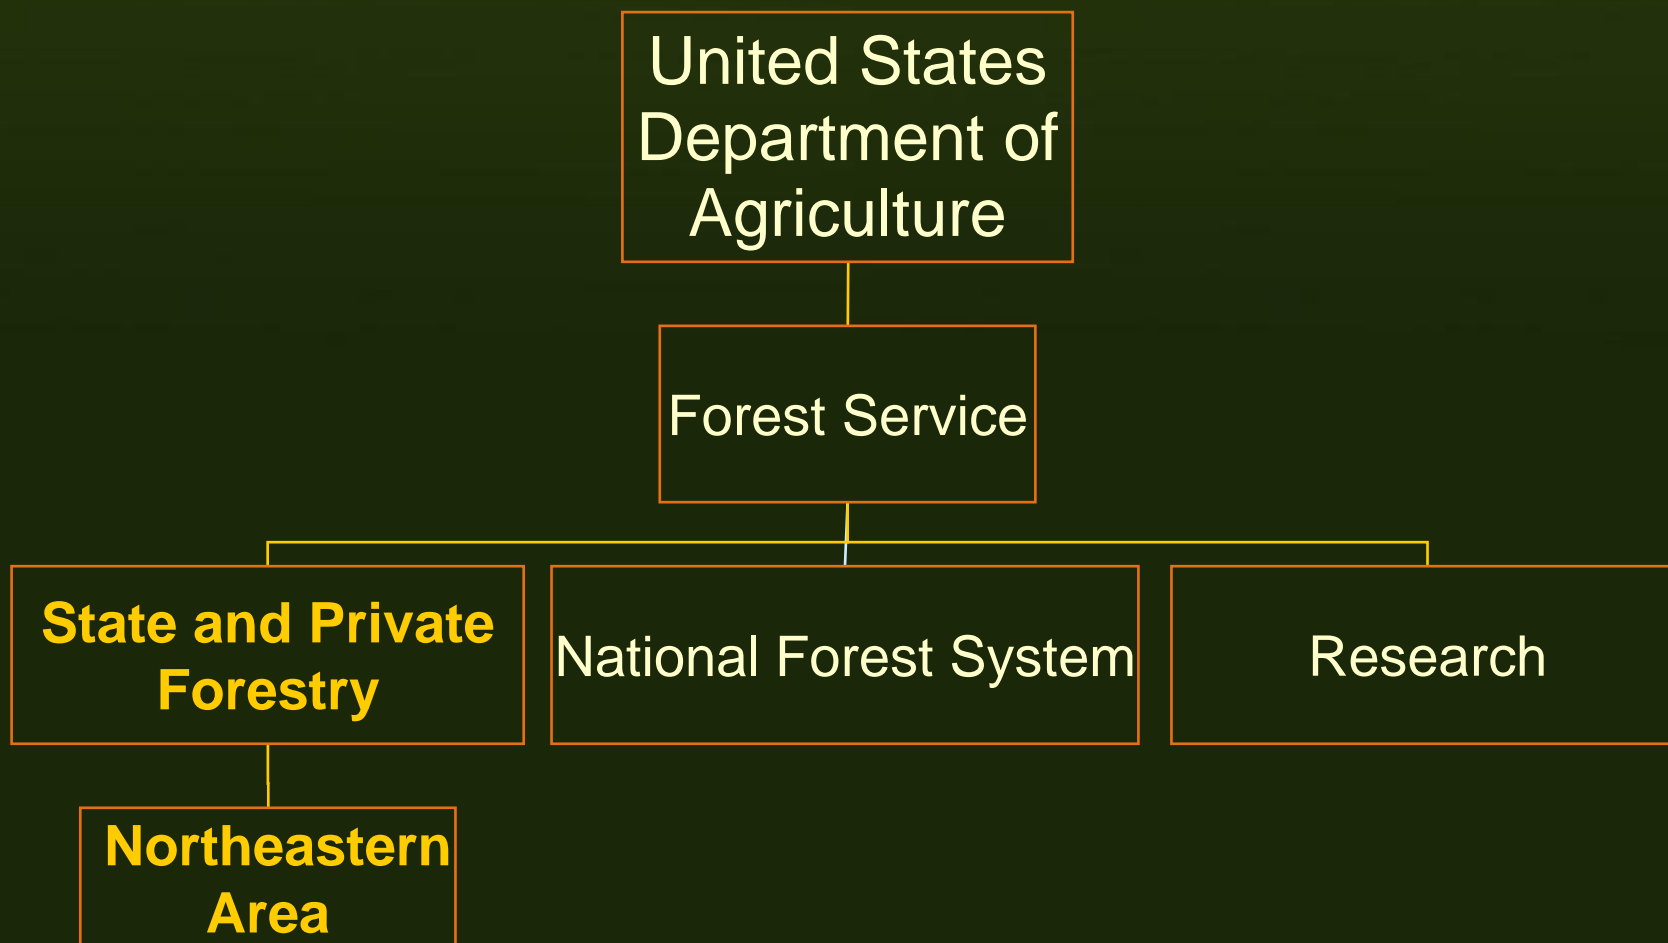 United States
Department of
Agriculture
Forest Service
State and Private
Forestry
National Forest System
Research
Northeastern
Area